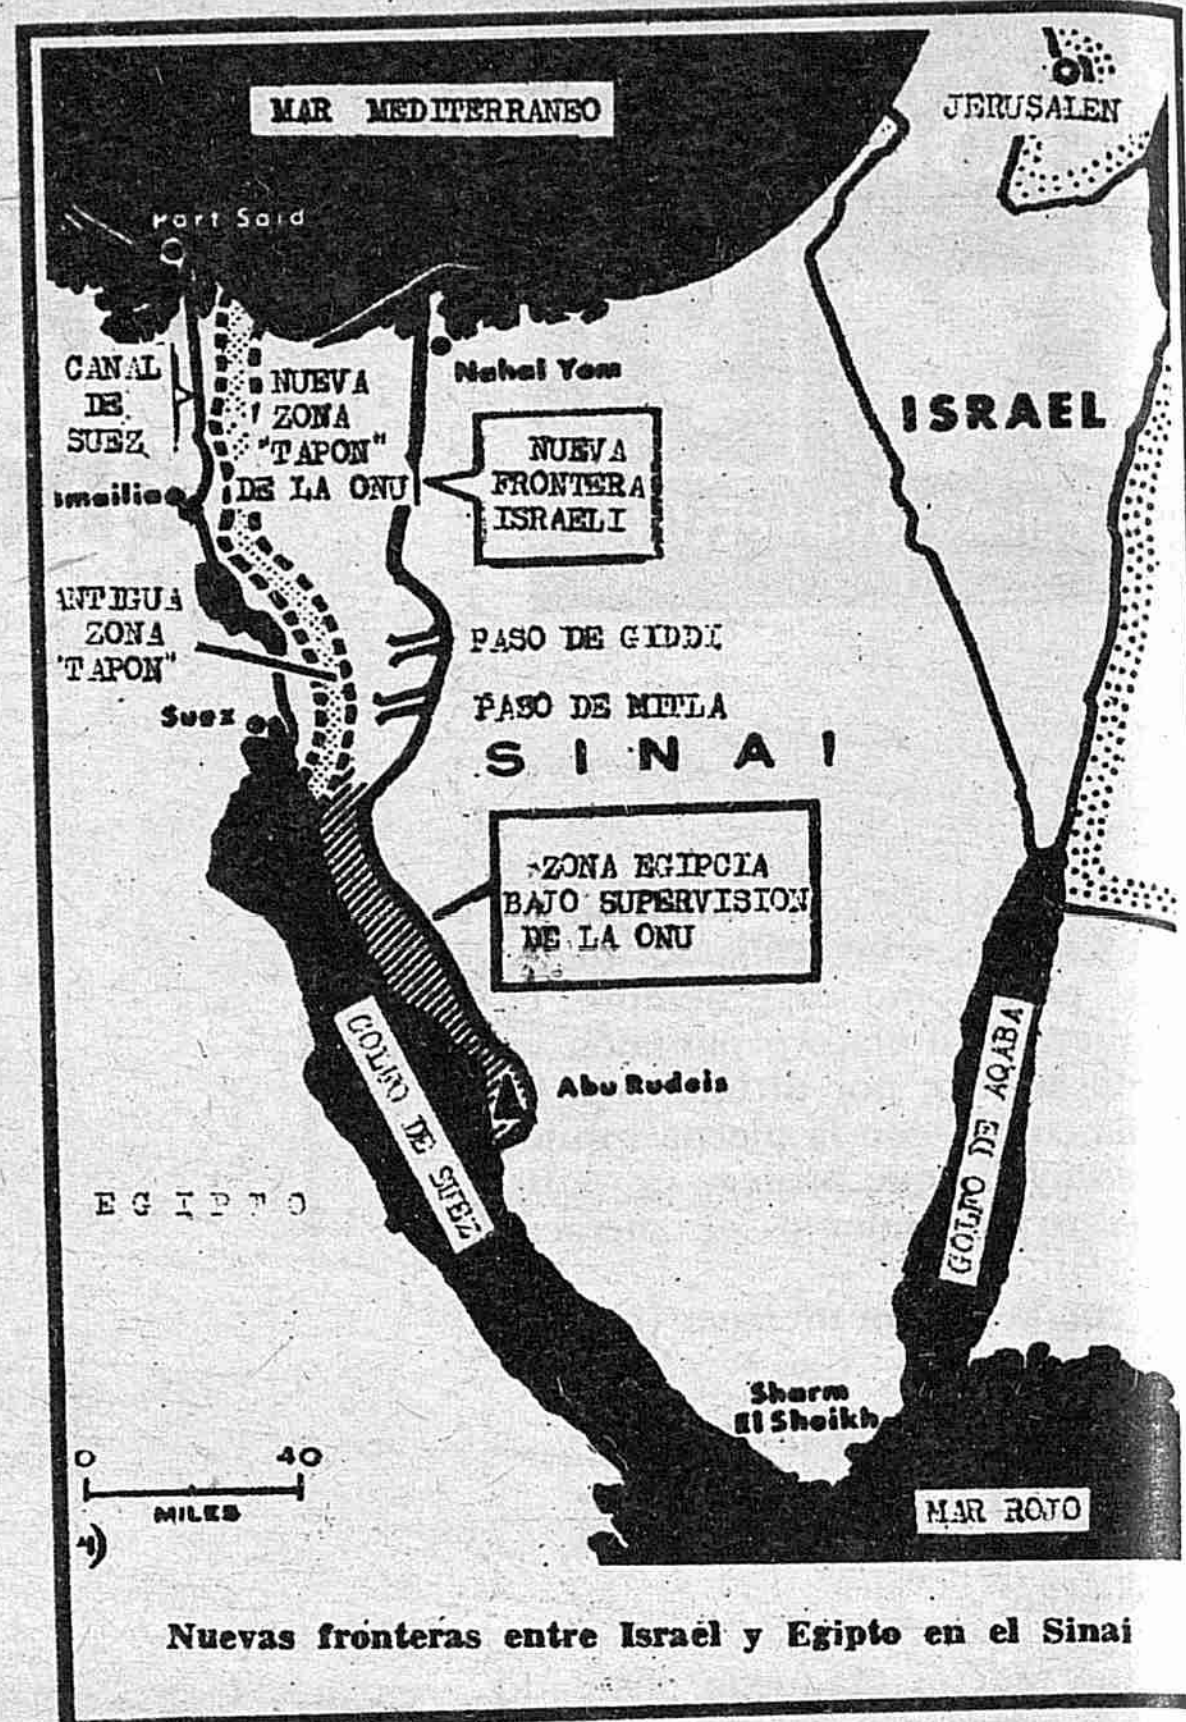 MAR MEDITERRANEO
JERUSALEN
Port Said
CANAL
DE
SUEZ
NUEVA
ZONA
"TAPON"
DE LA ONU
Nahal Yam
NUEVA
FRONTERA
ISRAELI
ISRAEL
Ismailia
ANTIGUA
ZONA
"TAPON"
PASO DE GIDDI
Suez
PASO DE MITLA
SINAI
ZONA EGIPCIA
BAJO SUPERVISION
DE LA ONU
GOLFO DE SUEZ
Abu Rudeis
GOLFO DE AQABA
EGIPTO
Sharm
El Sheikh
0 40
MILES
MAR ROJO
Nuevas fronteras entre Israel y Egipto en el Sinai